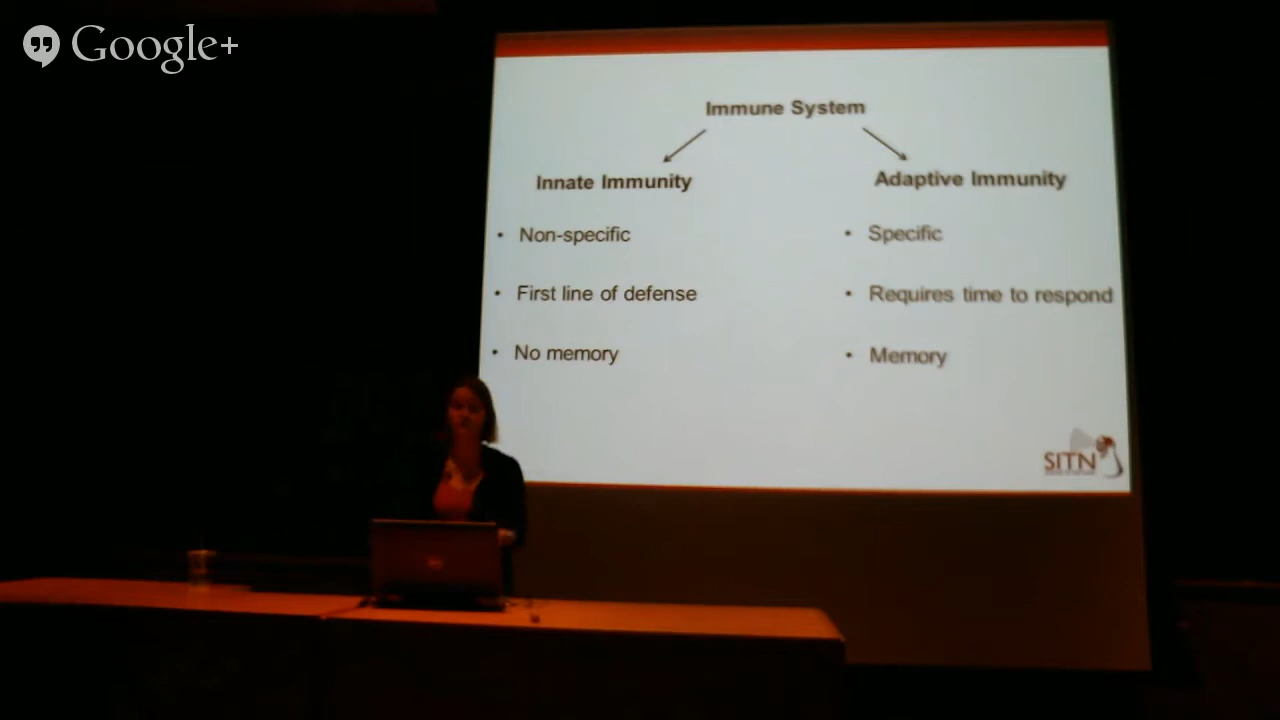 Google+
Immune System
Innate Immunity
Adaptive Immunity
• Non-specific
• Specific
• First line of defense
• Requires time to respond
• No memory
• Memory
SITN